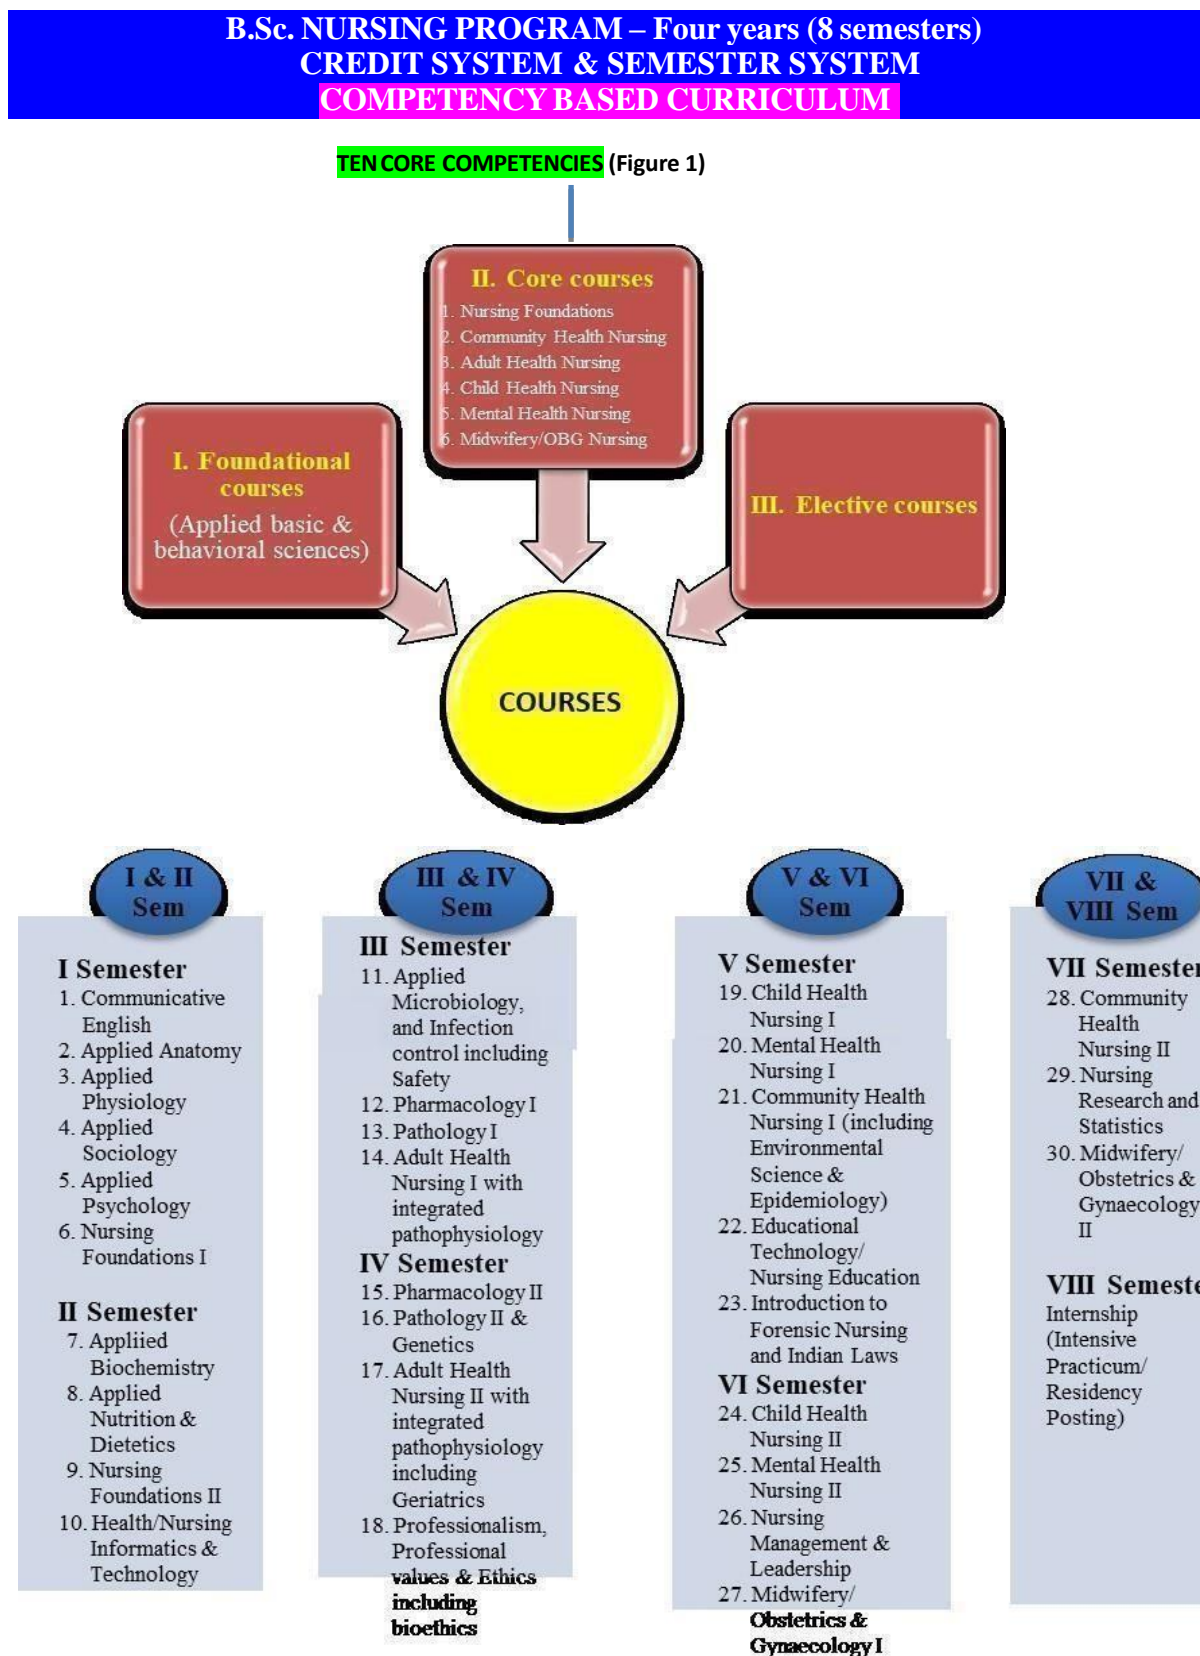 B.Sc. NURSING PROGRAM – Four years (8 semesters)
CREDIT SYSTEM & SEMESTER SYSTEM
COMPETENCY BASED CURRICULUM
TEN CORE COMPETENCIES (Figure 1)
II. Core courses
1. Nursing Foundations
2. Community Health Nursing
3. Adult Health Nursing
4. Child Health Nursing
5. Mental Health Nursing
6. Midwifery/OBG Nursing
I. Foundational
courses
(Applied basic &
behavioral sciences)
III. Elective courses
COURSES
I & II
Sem
I Semester
1. Communicative
English
2. Applied Anatomy
3. Applied
Physiology
4. Applied
Sociology
5. Applied
Psychology
6. Nursing
Foundations I
II Semester
7. Appliied
Biochemistry
8. Applied
Nutrition &
Dietetics
9. Nursing
Foundations II
10. Health/Nursing
Informatics &
Technology
III & IV
Sem
III Semester
11. Applied
Microbiology,
and Infection
control including
Safety
12. Pharmacology I
13. Pathology I
14. Adult Health
Nursing I with
integrated
pathophysiology
IV Semester
15. Pharmacology II
16. Pathology II &
Genetics
17. Adult Health
Nursing II with
integrated
pathophysiology
including
Geriatrics
18. Professionalism,
Professional
values & Ethics
including
bioethics
V & VI
Sem
V Semester
19. Child Health
Nursing I
20. Mental Health
Nursing I
21. Community Health
Nursing I (including
Environmental
Science &
Epidemiology)
22. Educational
Technology/
Nursing Education
23. Introduction to
Forensic Nursing
and Indian Laws
VI Semester
24. Child Health
Nursing II
25. Mental Health
Nursing II
26. Nursing
Management &
Leadership
27. Midwifery/
Obstetrics &
Gynaecology I
VII &
VIII Sem
VII Semester
28. Community
Health
Nursing II
29. Nursing
Research and
Statistics
30. Midwifery/
Obstetrics &
Gynaecology
II
VIII Semeste
Internship
(Intensive
Practicum/
Residency
Posting)